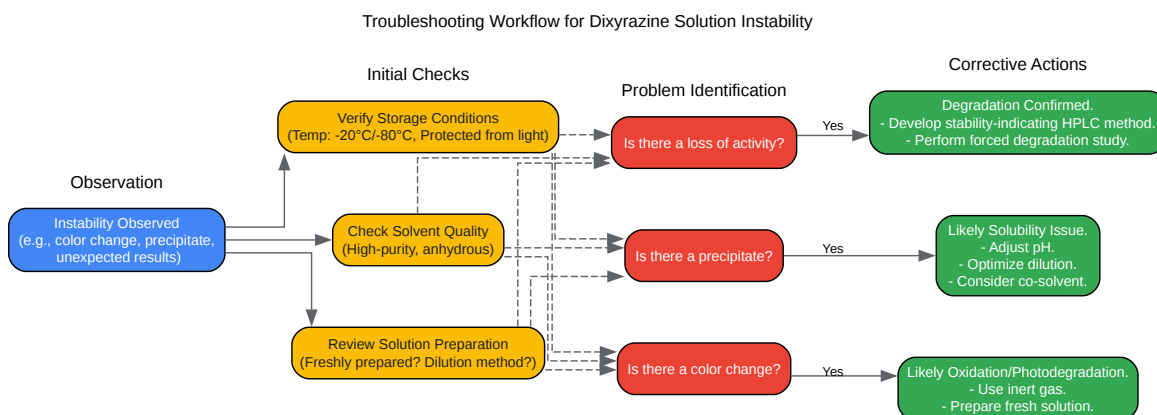 Troubleshooting Workflow for Dixyrazine Solution Instability
Observation
Instability Observed
(e.g., color change, precipitate,
unexpected results)
Initial Checks
Verify Storage Conditions
(Temp: -20°C/-80°C, Protected from light)
Check Solvent Quality
(High-purity, anhydrous)
Review Solution Preparation
(Freshly prepared? Dilution method?)
Problem Identification
Is there a loss of activity?
Yes
Is there a precipitate?
Yes
Is there a color change?
Yes
Corrective Actions
Degradation Confirmed.
- Develop stability-indicating HPLC method.
- Perform forced degradation study.
Likely Solubility Issue.
- Adjust pH.
- Optimize dilution.
- Consider co-solvent.
Likely Oxidation/Photodegradation.
- Use inert gas.
- Prepare fresh solution.